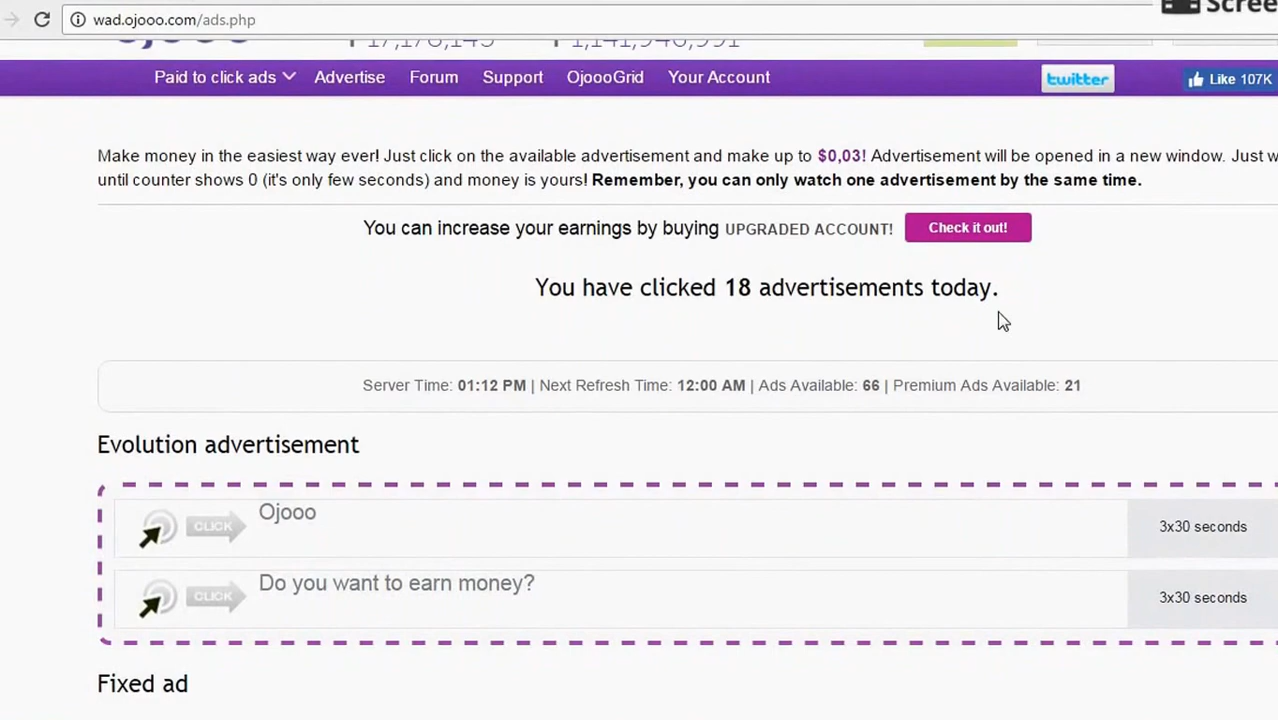 wad.ojooo.com/ads.php
Scree
Paid to click ads Advertise Forum Support OjoooGrid Your Account twitter Like 107K
Make money in the easiest way ever! Just click on the available advertisement and make up to $0,03! Advertisement will be opened in a new window. Just w
until counter shows 0 (it's only few seconds) and money is yours! Remember, you can only watch one advertisement by the same time.
You can increase your earnings by buying UPGRADED ACCOUNT! Check it out!
You have clicked 18 advertisements today.
Server Time: 01:12 PM | Next Refresh Time: 12:00 AM | Ads Available: 66 | Premium Ads Available: 21
Evolution advertisement
CLICK Ojooo 3x30 seconds
CLICK Do you want to earn money? 3x30 seconds
Fixed ad